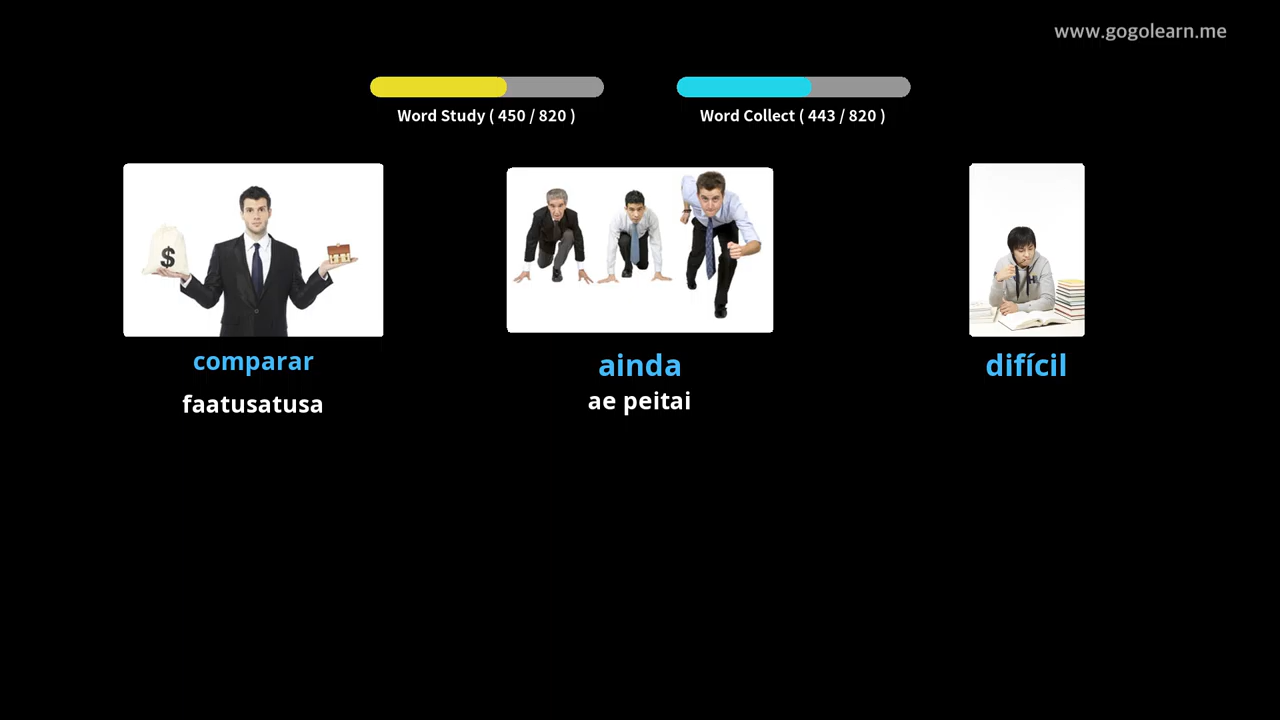 www.gogolearn.me
Word Study ( 450 / 820 )
Word Collect ( 443 / 820 )
$
comparar
faatusatusa
ainda
ae peitai
difícil